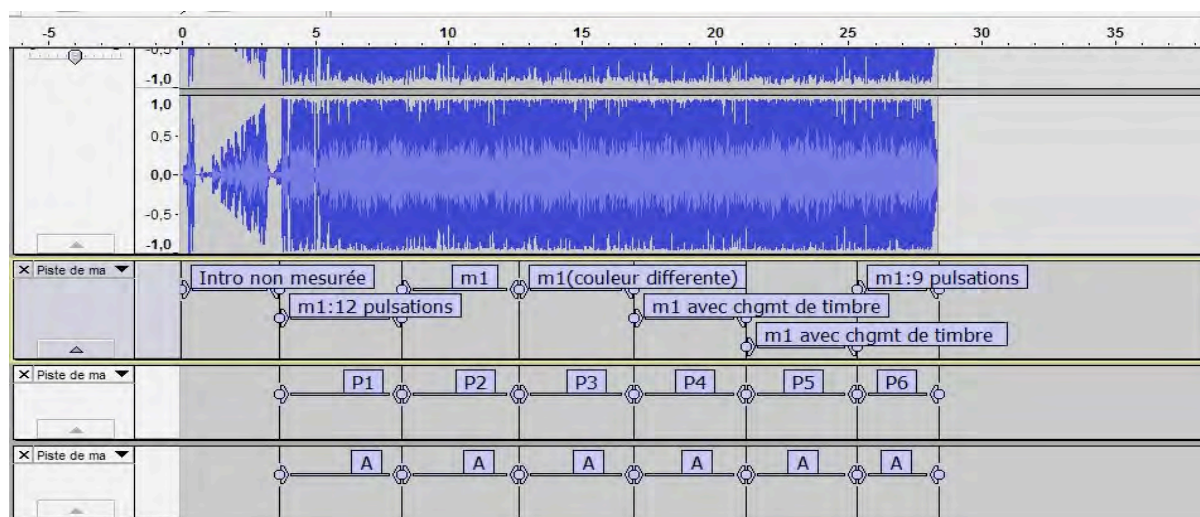 -5 0 5 10 15 20 25 30 35
-1,0
1,0
0,5-
0,0-
-0,5-
-1,0
× Piste de ma ▼
Intro non mesurée m1 m1(couleur differente) m1:9 pulsations
m1:12 pulsations m1 avec chgmt de timbre
m1 avec chgmt de timbre
× Piste de ma ▼
P1 P2 P3 P4 P5 P6
× Piste de ma ▼
A A A A A A